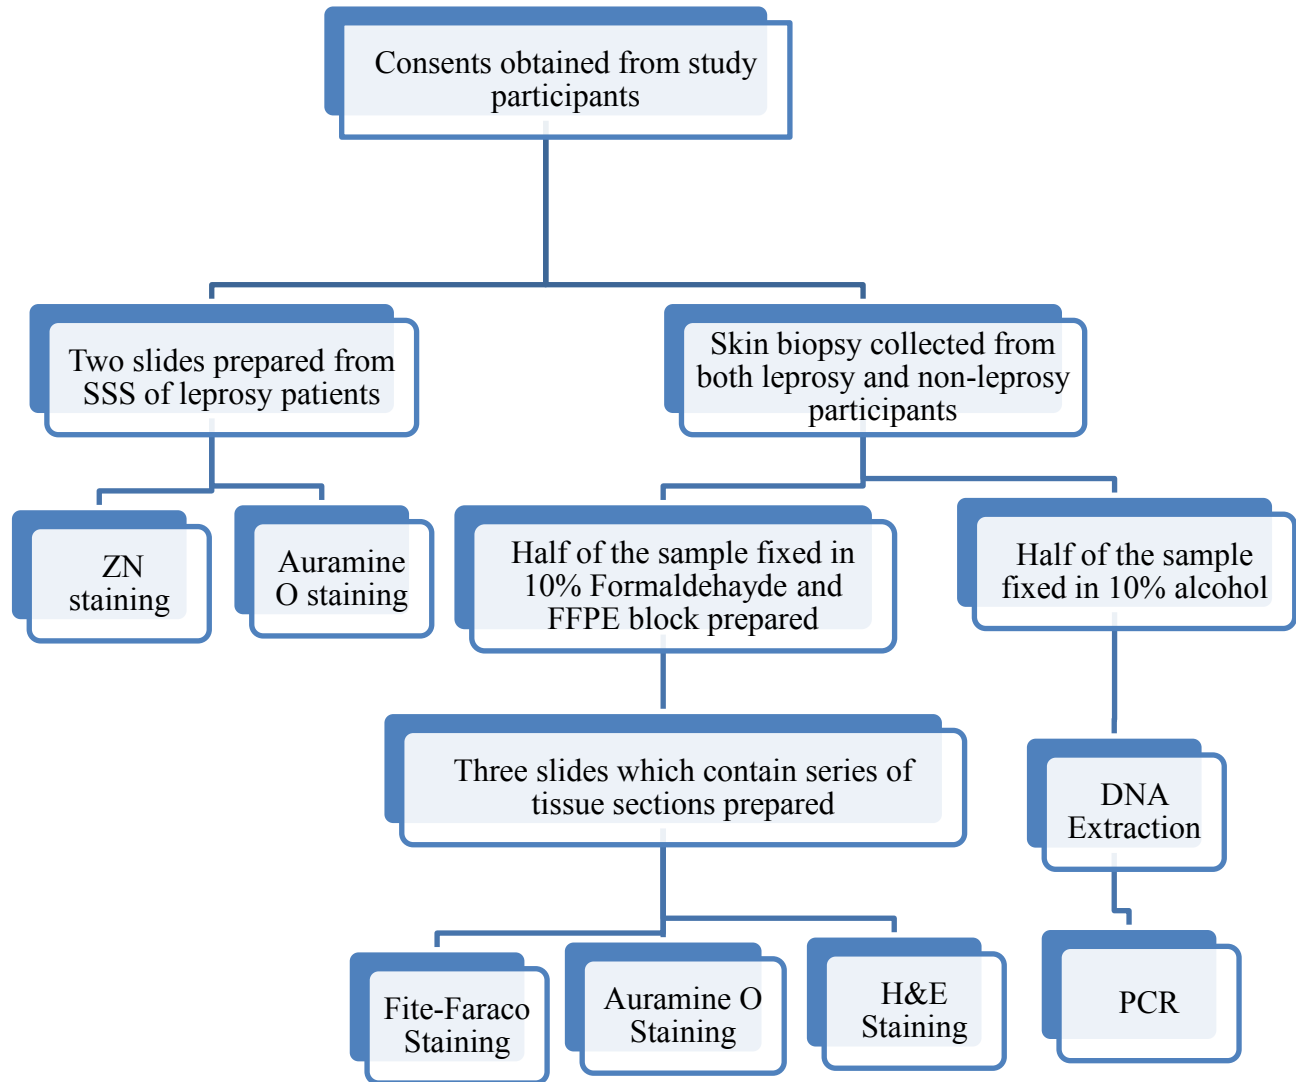 Consents obtained from study
participants
Two slides prepared from
SSS of leprosy patients
Skin biopsy collected from
both leprosy and non-leprosy
participants
ZN
staining
Auramine
O staining
Half of the sample fixed in
10% Formaldehayde and
FFPE block prepared
Half of the sample
fixed in 10% alcohol
Three slides which contain series of
tissue sections prepared
DNA
Extraction
Fite-Faraco
Staining
Auramine O
Staining
H&E
Staining
PCR